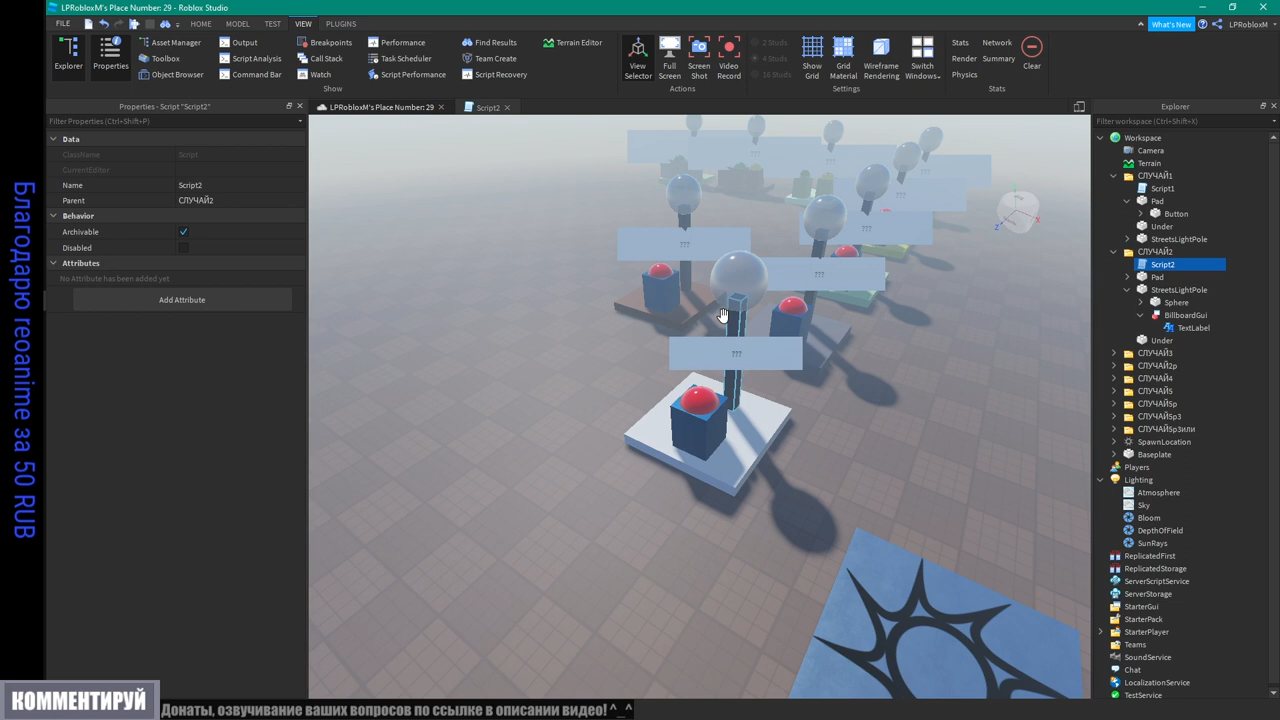 LPRobloxM's Place Number: 29 - Roblox Studio
FILE
HOME
MODEL
TEST
VIEW
PLUGINS
What's New
LPRobloxM
Explorer
Properties
Asset Manager
Toolbox
Object Browser
Output
Script Analysis
Command Bar
Breakpoints
Call Stack
Watch
Performance
Task Scheduler
Script Performance
Find Results
Team Create
Script Recovery
Terrain Editor
Show
View Selector
Full Screen
Screen Shot
Video Record
Actions
2 Studs
4 Studs
16 Studs
Show Grid
Grid Material
Wireframe Rendering
Switch Windows
Settings
Stats
Render
Physics
Network
Summary
Clear
Stats
Properties - Script "Script2"
Filter Properties (Ctrl+Shift+P)
Data
ClassName Script
CurrentEditor
Name Script2
Parent СЛУЧАЙ2
Behavior
Archivable
Disabled
Attributes
No Attribute has been added yet
Add Attribute
LPRobloxM's Place Number: 29
Script2
???
???
???
???
???
???
???
???
???
Explorer
Filter workspace (Ctrl+Shift+X)
Workspace
Camera
Terrain
СЛУЧАЙ1
Script1
Pad
Button
Under
StreetsLightPole
СЛУЧАЙ2
Script2
Pad
StreetsLightPole
Sphere
BillboardGui
TextLabel
Under
СЛУЧАЙ3
СЛУЧАЙ2р
СЛУЧАЙ4
СЛУЧАЙ5
СЛУЧАЙ5р
СЛУЧАЙ5р3
СЛУЧАЙ5р3или
SpawnLocation
Baseplate
Players
Lighting
Atmosphere
Sky
Bloom
DepthOfField
SunRays
ReplicatedFirst
ReplicatedStorage
ServerScriptService
ServerStorage
StarterGui
StarterPack
StarterPlayer
Teams
SoundService
Chat
LocalizationService
TestService
Благодарю reoanime за 50 RUB
КОММЕНТИРУЙ
Донаты, озвучивание ваших вопросов по ссылке в описании видео! ^_^